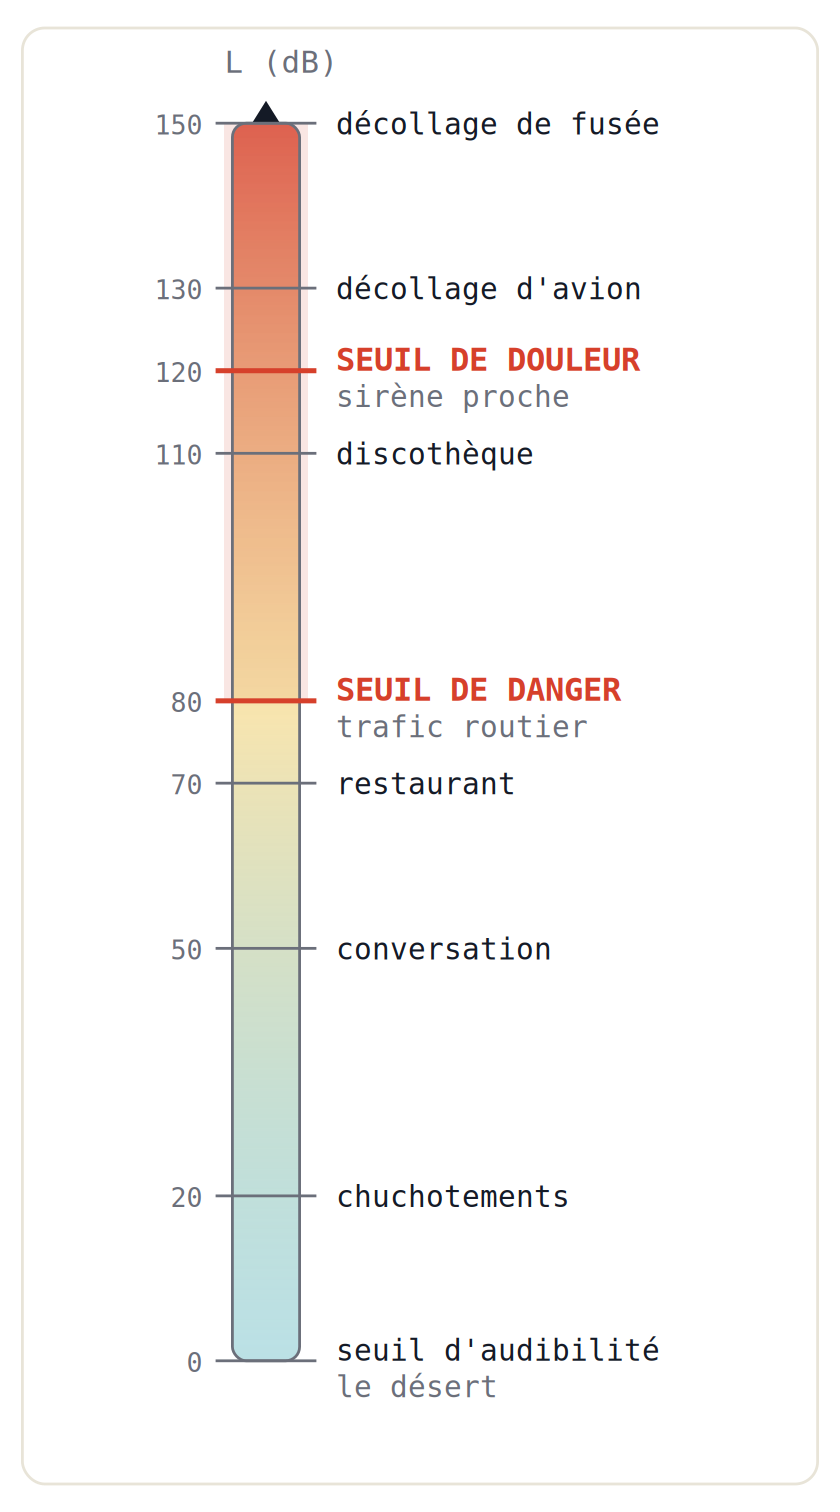 L (dB)
150 décollage de fusée
130 décollage d'avion
120 SEUIL DE DOULEUR
sirène proche
110 discothèque
80 SEUIL DE DANGER
trafic routier
70 restaurant
50 conversation
20 chuchotements
0 seuil d'audibilité
le désert